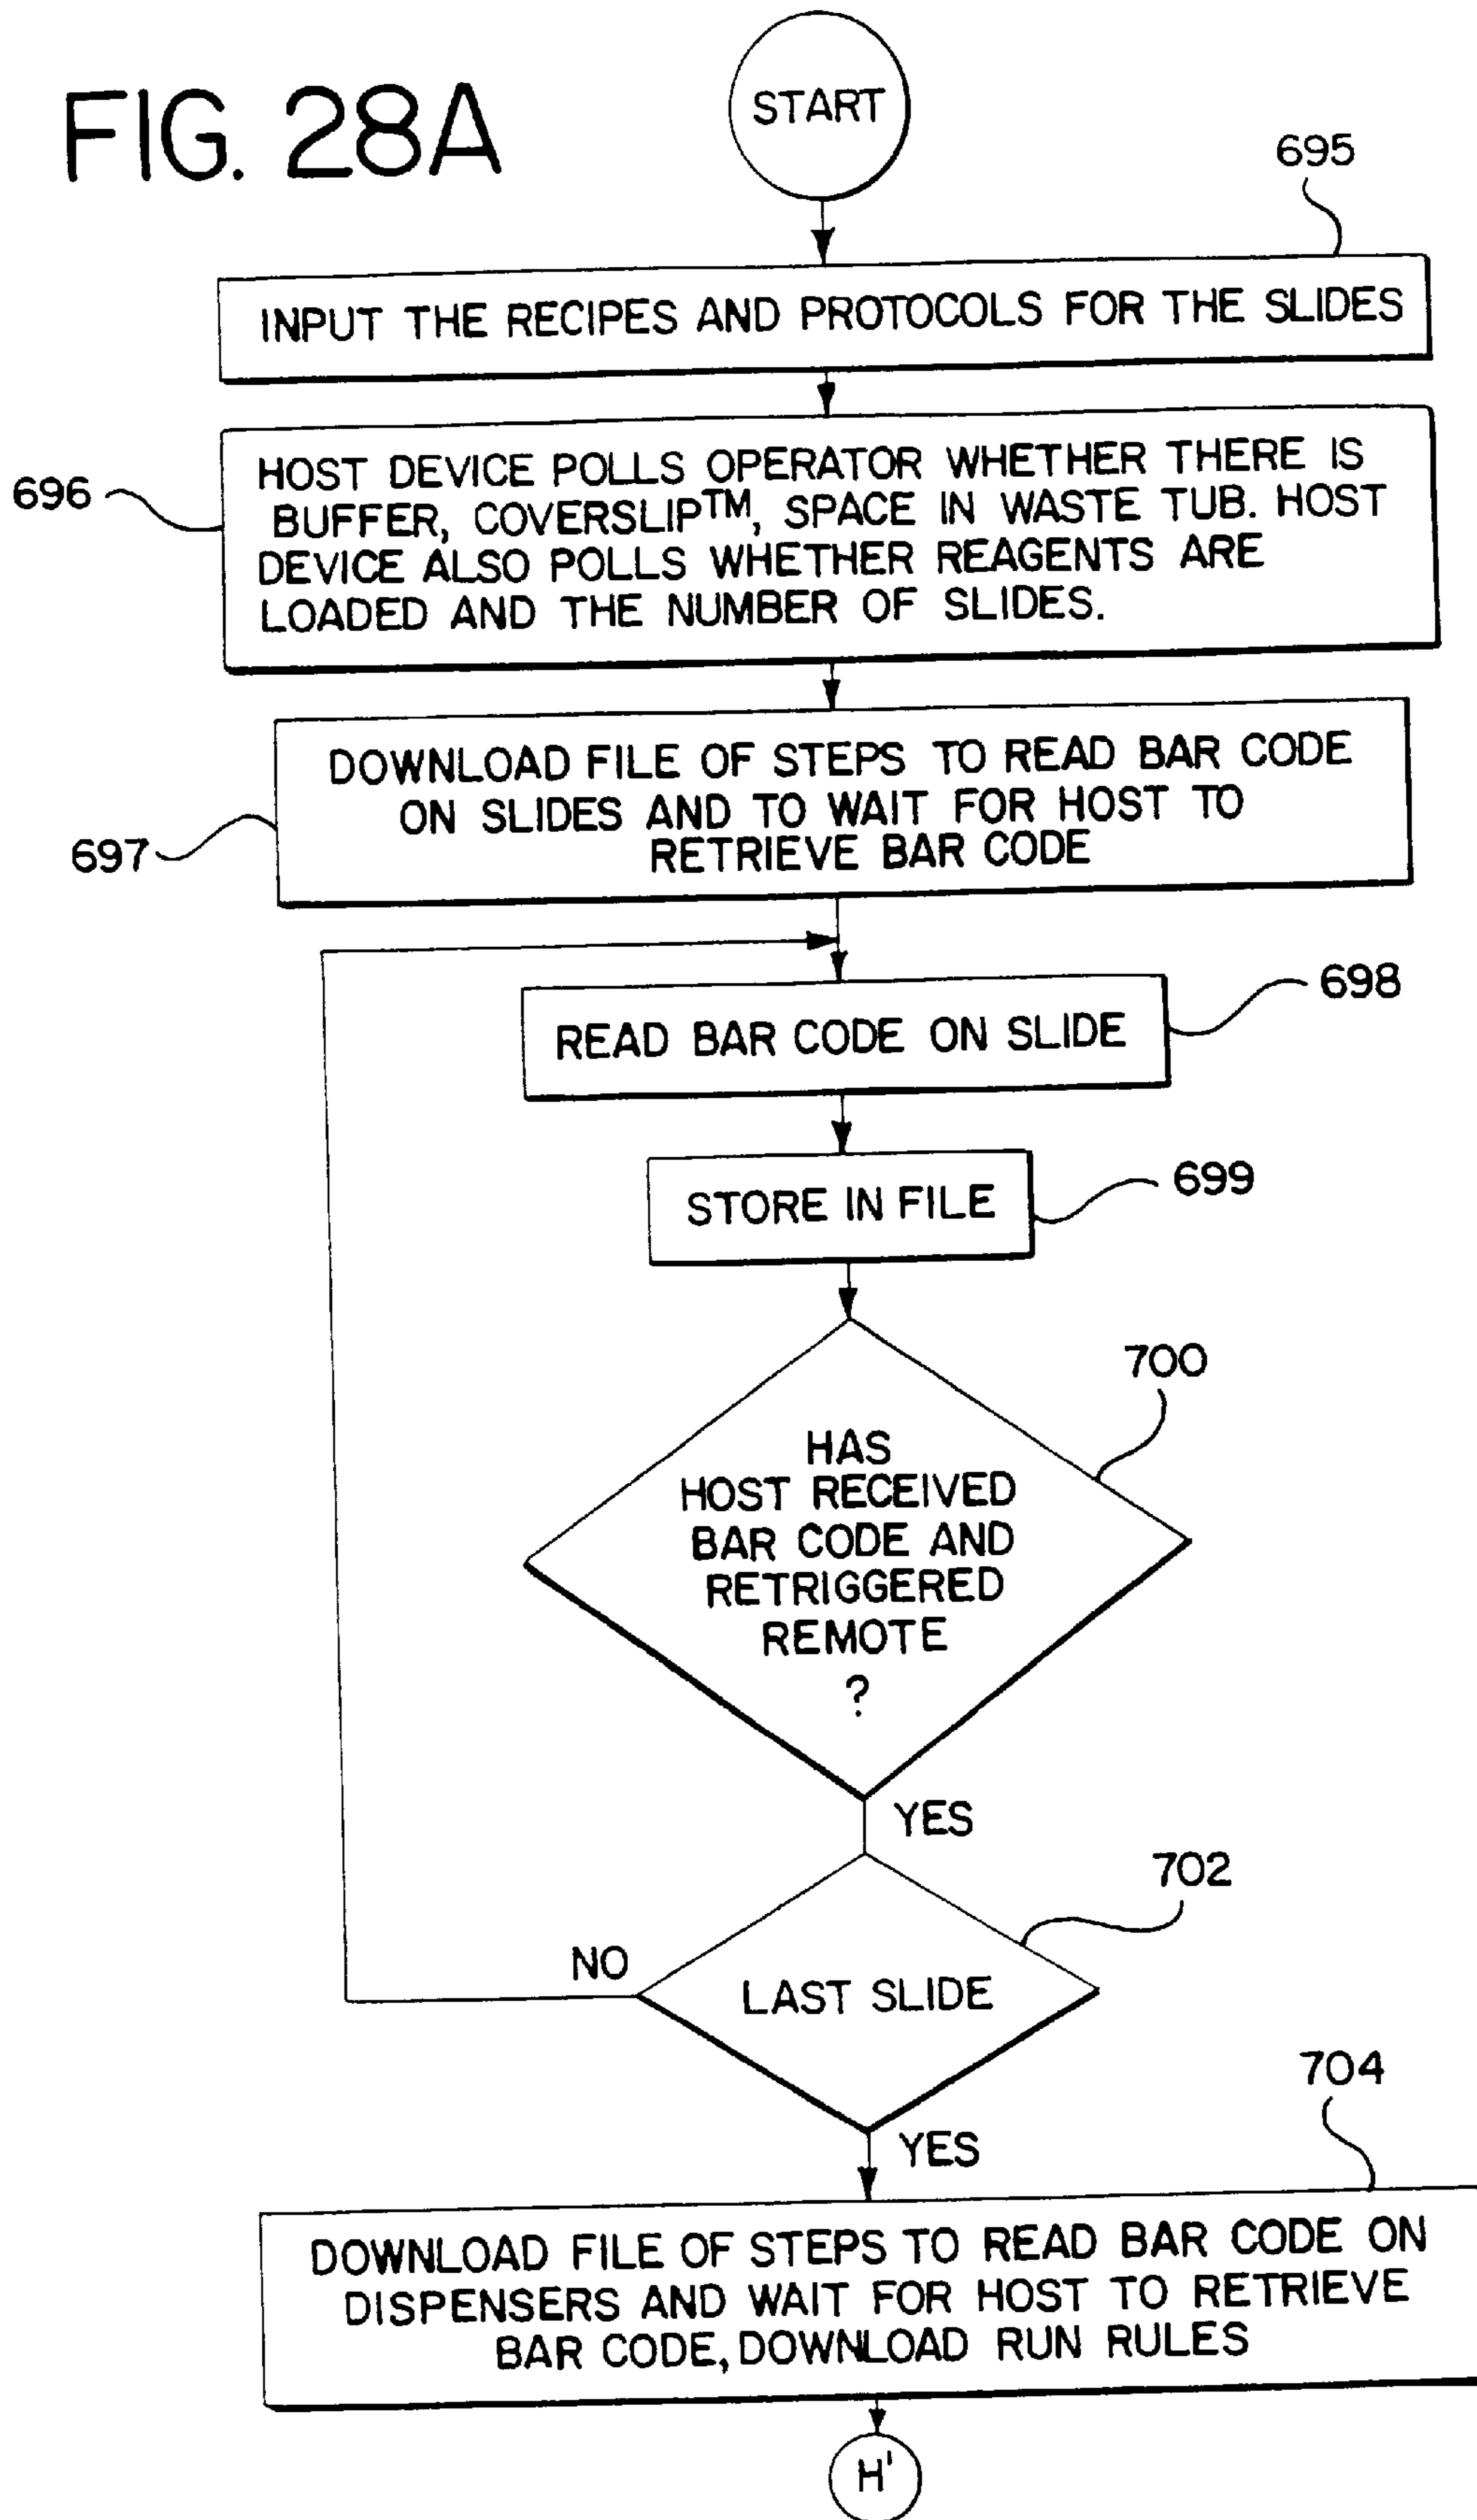 FIG. 28A
START
695
INPUT THE RECIPES AND PROTOCOLS FOR THE SLIDES
696
HOST DEVICE POLLS OPERATOR WHETHER THERE IS
BUFFER, COVERSLIP™, SPACE IN WASTE TUB. HOST
DEVICE ALSO POLLS WHETHER REAGENTS ARE
LOADED AND THE NUMBER OF SLIDES.
697
DOWNLOAD FILE OF STEPS TO READ BAR CODE
ON SLIDES AND TO WAIT FOR HOST TO
RETRIEVE BAR CODE
698
READ BAR CODE ON SLIDE
699
STORE IN FILE
700
HAS
HOST RECEIVED
BAR CODE AND
RETRIGGERED
REMOTE
?
YES
702
NO
LAST SLIDE
YES
704
DOWNLOAD FILE OF STEPS TO READ BAR CODE ON
DISPENSERS AND WAIT FOR HOST TO RETRIEVE
BAR CODE, DOWNLOAD RUN RULES
H'